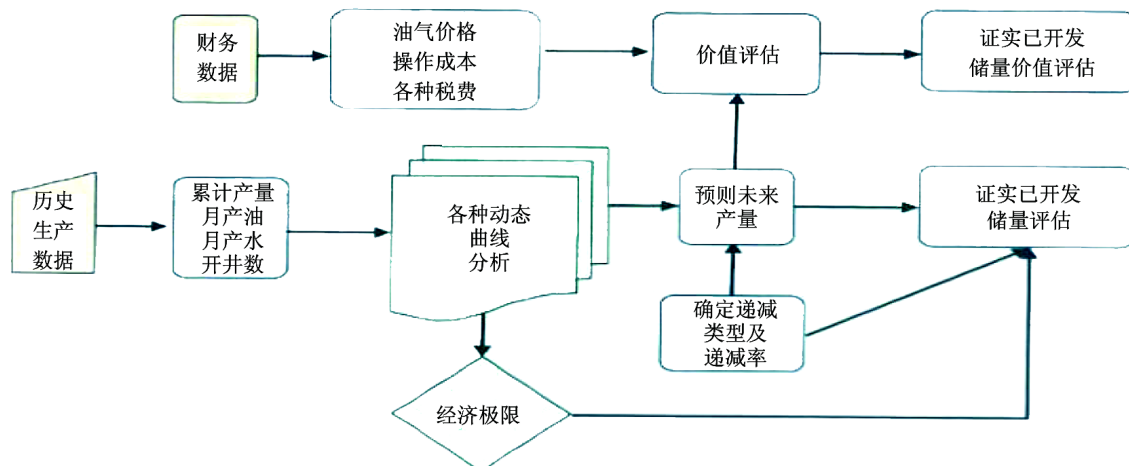 财务
数据
油气价格
操作成本
各种税费
价值评估
证实已开发
储量价值评估
历史
生产
数据
累计产量
月产油
月产水
开井数
各种动态
曲线
分析
预则未来
产量
证实已开发
储量评估
确定递减
类型及
递减率
经济极限